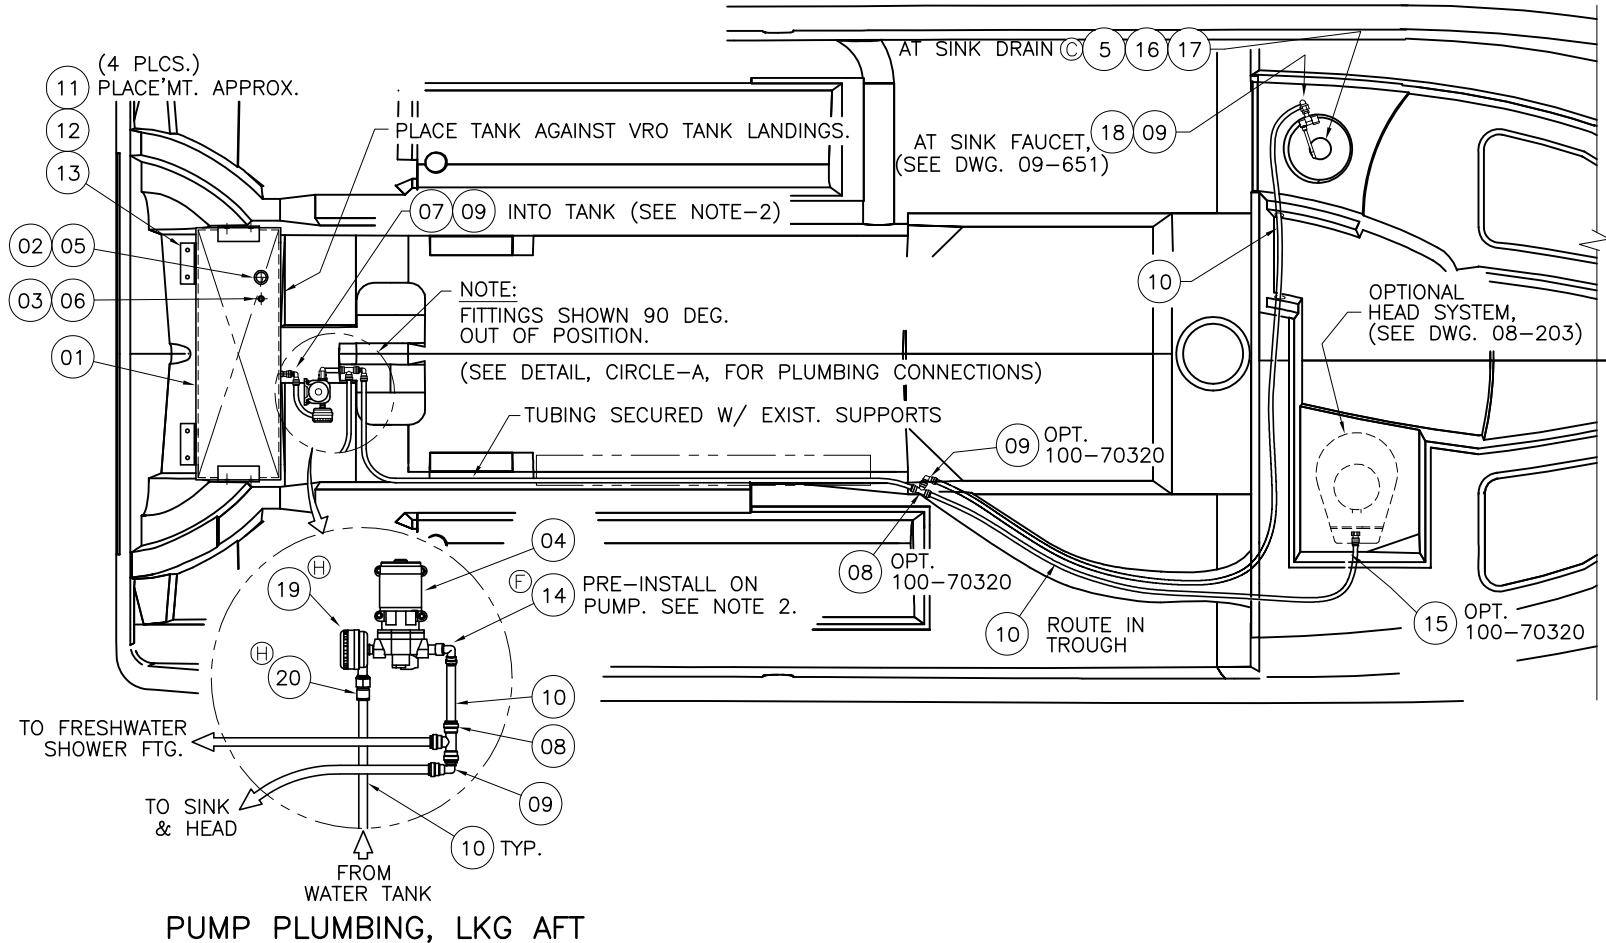 (4 PLCS.)
11 PLACE'MT. APPROX.
12
13
PLACE TANK AGAINST VRO TANK LANDINGS.
07 09 INTO TANK (SEE NOTE-2)
02 05
03 06
01
NOTE:
FITTINGS SHOWN 90 DEG.
OUT OF POSITION.
(SEE DETAIL, CIRCLE-A, FOR PLUMBING CONNECTIONS)
TUBING SECURED W/ EXIST. SUPPORTS
AT SINK DRAIN C 5 16 17
AT SINK FAUCET, 18 09
(SEE DWG. 09-651)
10
OPTIONAL
HEAD SYSTEM,
(SEE DWG. 08-203)
09 OPT.
100-70320
08 OPT.
100-70320
10 ROUTE IN
TROUGH
15 OPT.
100-70320
04
H
19
F 14 PRE-INSTALL ON
PUMP. SEE NOTE 2.
H
20
10
08
09
TO FRESHWATER
SHOWER FTG.
TO SINK
& HEAD
10 TYP.
FROM
WATER TANK
PUMP PLUMBING, LKG AFT